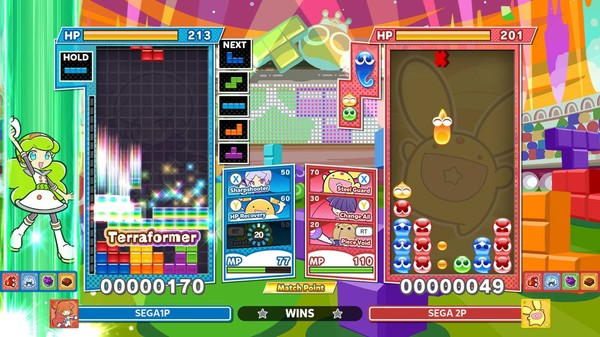 HP 213
HP 201
HOLD
NEXT
X 50
Sharpshooter
Y 60
HP Recovery
20
MP 77
70 X
Steel Guard
30 Y
Change All
20 RT
Piece Void
MP 110
Terraformer
00000170
00000049
Match Point
SEGA1P
WINS
SEGA 2P